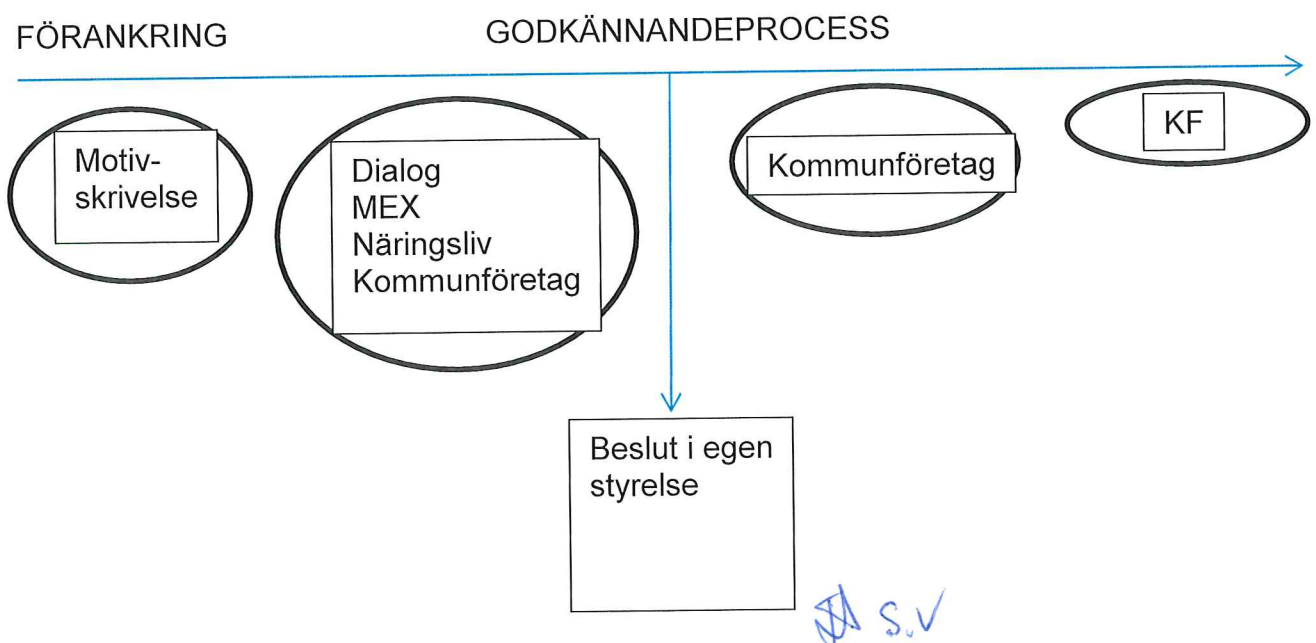 FÖRANKRING
GODKÄNNANDEPROCESS
Motiv-
skrivelse
Dialog
MEX
Näringsliv
Kommunföretag
Kommunföretag
KF
Beslut i egen
styrelse
S.V